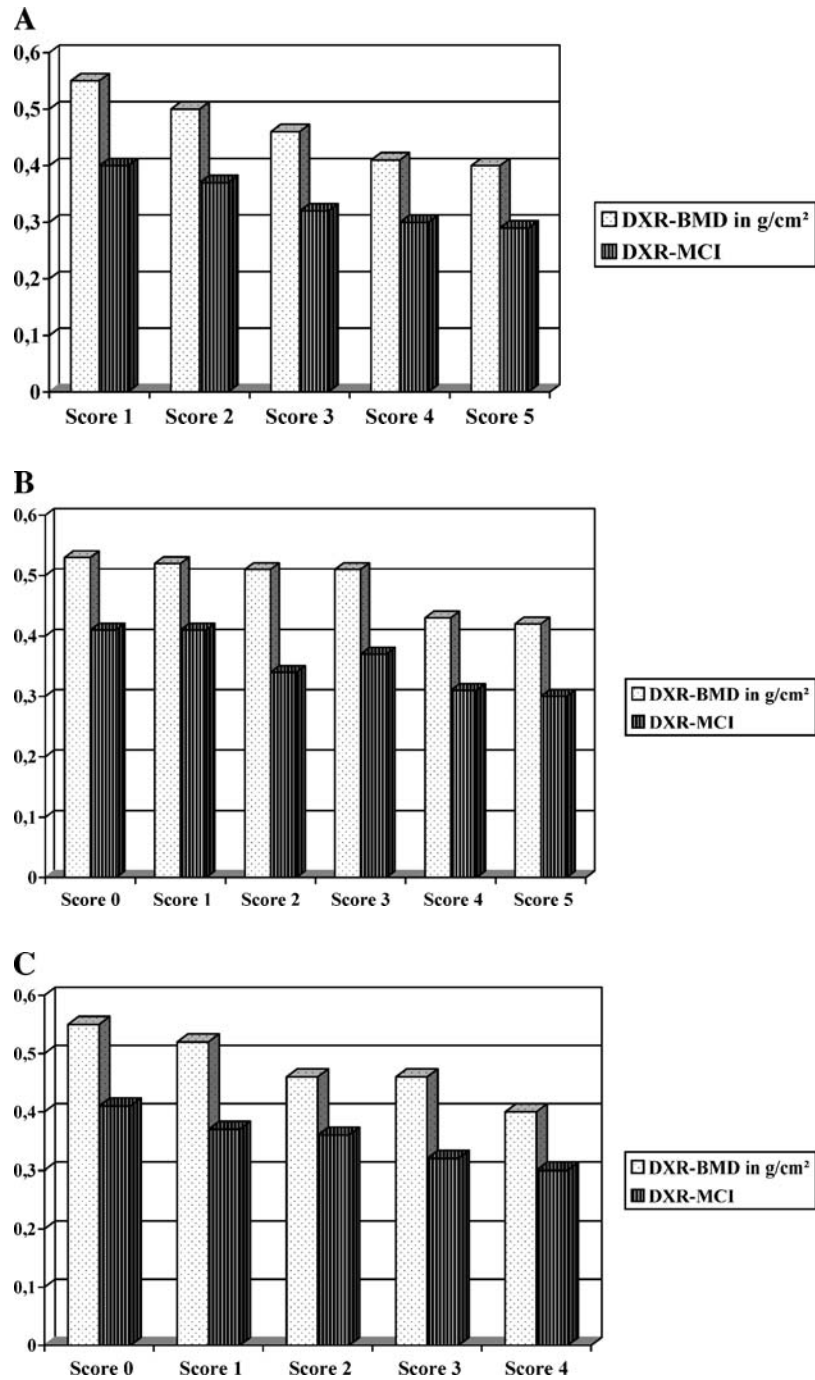 A
0,6
0,5
0,4
0,3
0,2
0,1
0
Score 1 Score 2 Score 3 Score 4 Score 5
DXR-BMD in g/cm²
DXR-MCI
B
0,6
0,5
0,4
0,3
0,2
0,1
0
Score 0 Score 1 Score 2 Score 3 Score 4 Score 5
DXR-BMD in g/cm²
DXR-MCI
C
0,6
0,5
0,4
0,3
0,2
0,1
0
Score 0 Score 1 Score 2 Score 3 Score 4
DXR-BMD in g/cm²
DXR-MCI